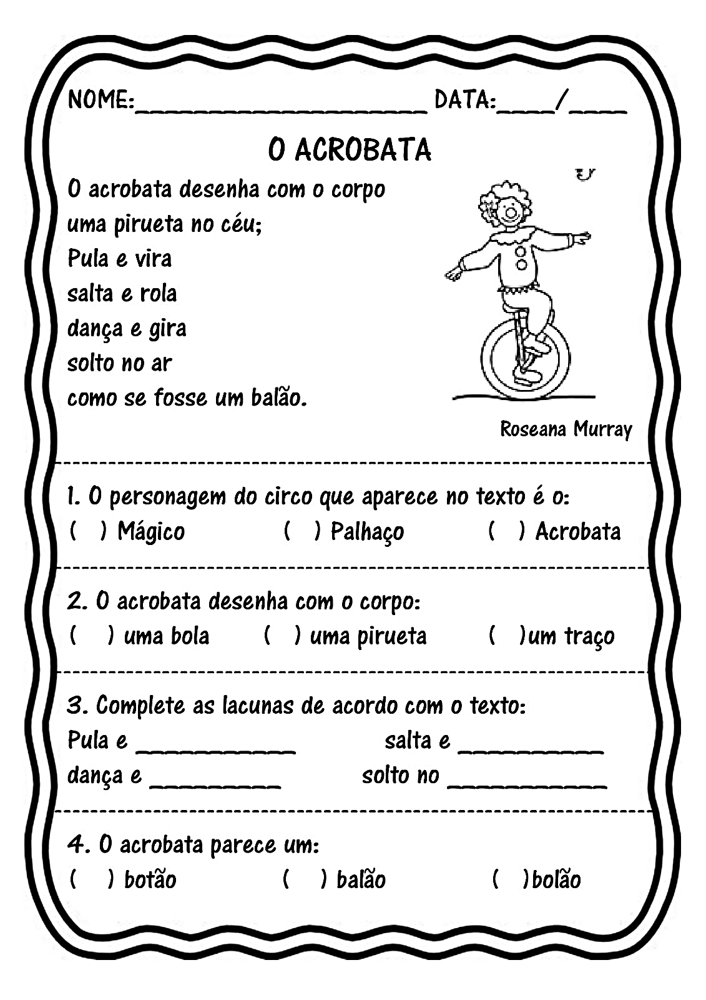 NOME:____________________ DATA:____/____
O ACROBATA
O acrobata desenha com o corpo
uma pirueta no céu;
Pula e vira
salta e rola
dança e gira
solto no ar
como se fosse um balão.
Roseana Murray
1. O personagem do circo que aparece no texto é o:
(   ) Mágico (   ) Palhaço (   ) Acrobata
2. O acrobata desenha com o corpo:
(   ) uma bola (   ) uma pirueta (   )um traço
3. Complete as lacunas de acordo com o texto:
Pula e ___________ salta e __________
dança e _________ solto no ___________
4. O acrobata parece um:
(   ) botão (   ) balão (   )bolão